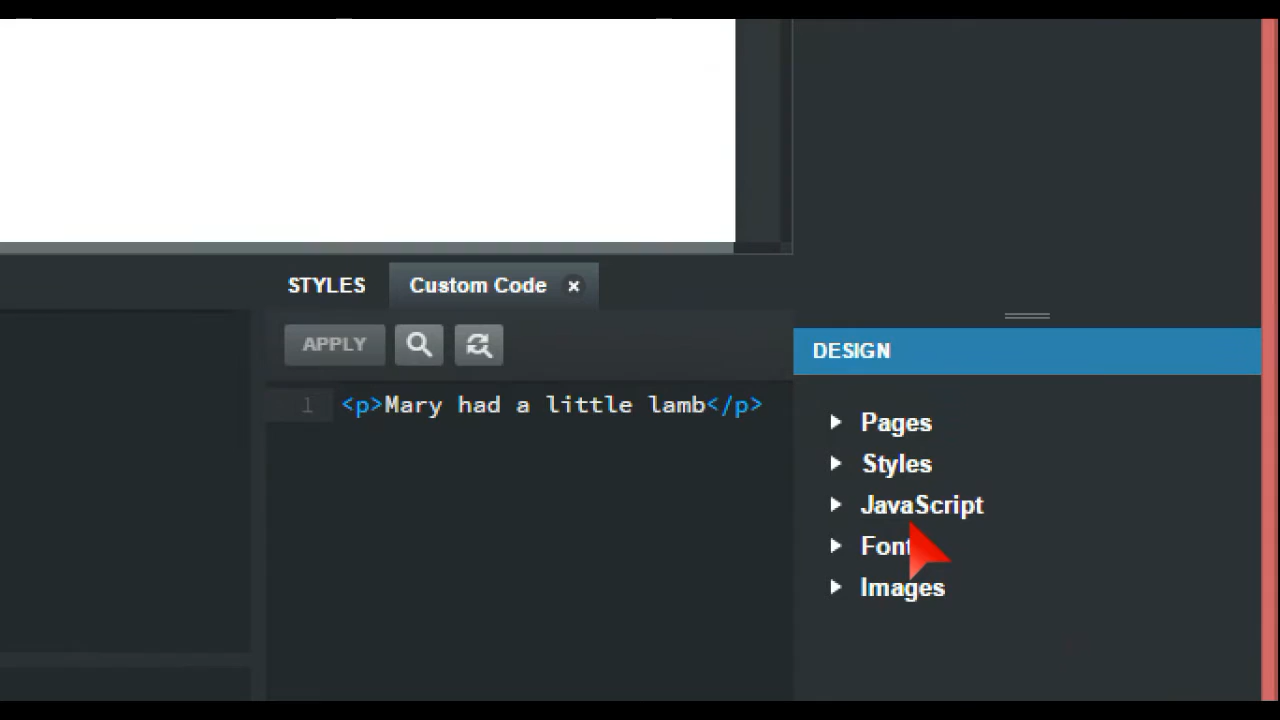 STYLES
Custom Code ×
APPLY
1 <p>Mary had a little lamb</p>
DESIGN
Pages
Styles
JavaScript
Font
Images